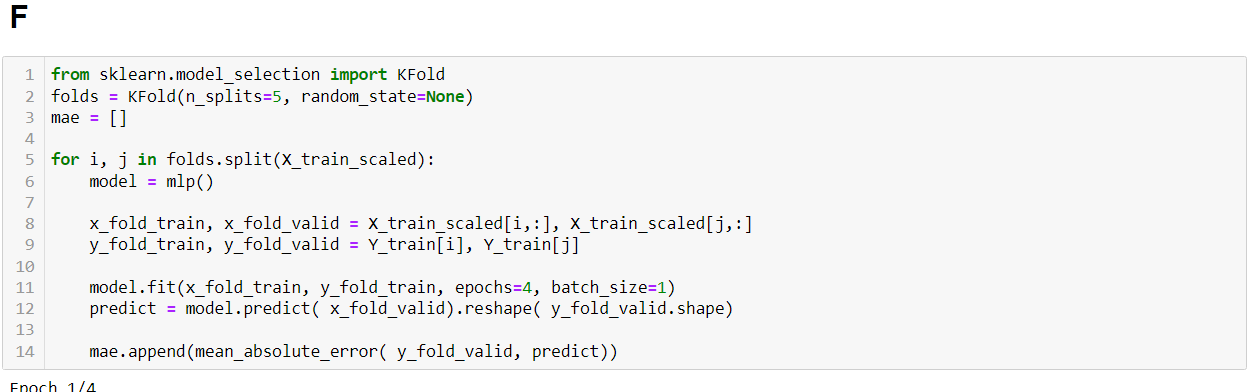 F
1 from sklearn.model_selection import KFold
2 folds = KFold(n_splits=5, random_state=None)
3 mae = []
4
5 for i, j in folds.split(X_train_scaled):
6     model = mlp()
7
8     x_fold_train, x_fold_valid = X_train_scaled[i,:], X_train_scaled[j,:]
9     y_fold_train, y_fold_valid = Y_train[i], Y_train[j]
10
11     model.fit(x_fold_train, y_fold_train, epochs=4, batch_size=1)
12     predict = model.predict( x_fold_valid).reshape( y_fold_valid.shape)
13
14     mae.append(mean_absolute_error( y_fold_valid, predict))
Epoch 1/4